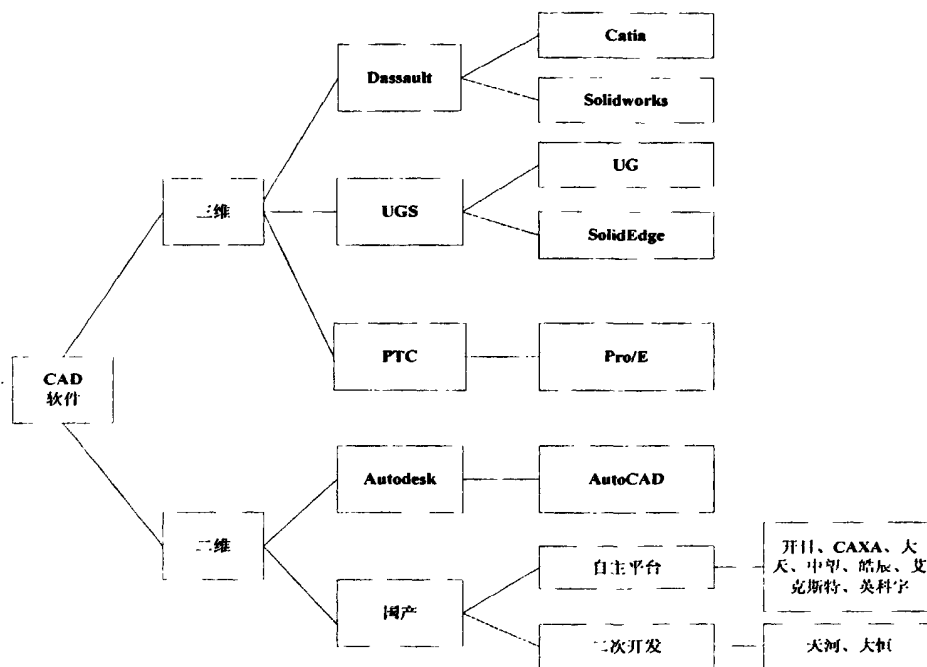 Catia
Dassault
Solidworks
UG
三维
UGS
SolidEdge
PTC
Pro/E
CAD
软件
Autodesk
AutoCAD
二维
开目、CAXA、大
自主平台
天、中望、皓辰、艾
克斯特、英科宇
国产
二次开发
天河、大恒